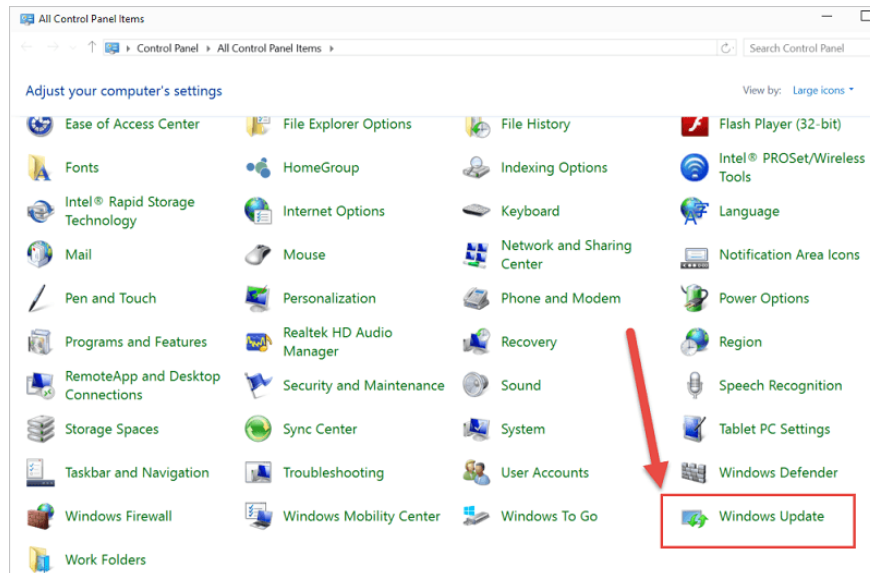 All Control Panel Items
Control Panel
All Control Panel Items
Search Control Panel
Adjust your computer's settings
View by: Large icons
Ease of Access Center
File Explorer Options
File History
Flash Player (32-bit)
Fonts
HomeGroup
Indexing Options
Intel® PROSet/Wireless
Tools
Intel® Rapid Storage
Technology
Internet Options
Keyboard
Language
Mail
Mouse
Network and Sharing
Center
Notification Area Icons
Pen and Touch
Personalization
Phone and Modem
Power Options
Programs and Features
Realtek HD Audio
Manager
Recovery
Region
RemoteApp and Desktop
Connections
Security and Maintenance
Sound
Speech Recognition
Storage Spaces
Sync Center
System
Tablet PC Settings
Taskbar and Navigation
Troubleshooting
User Accounts
Windows Defender
Windows Firewall
Windows Mobility Center
Windows To Go
Windows Update
Work Folders